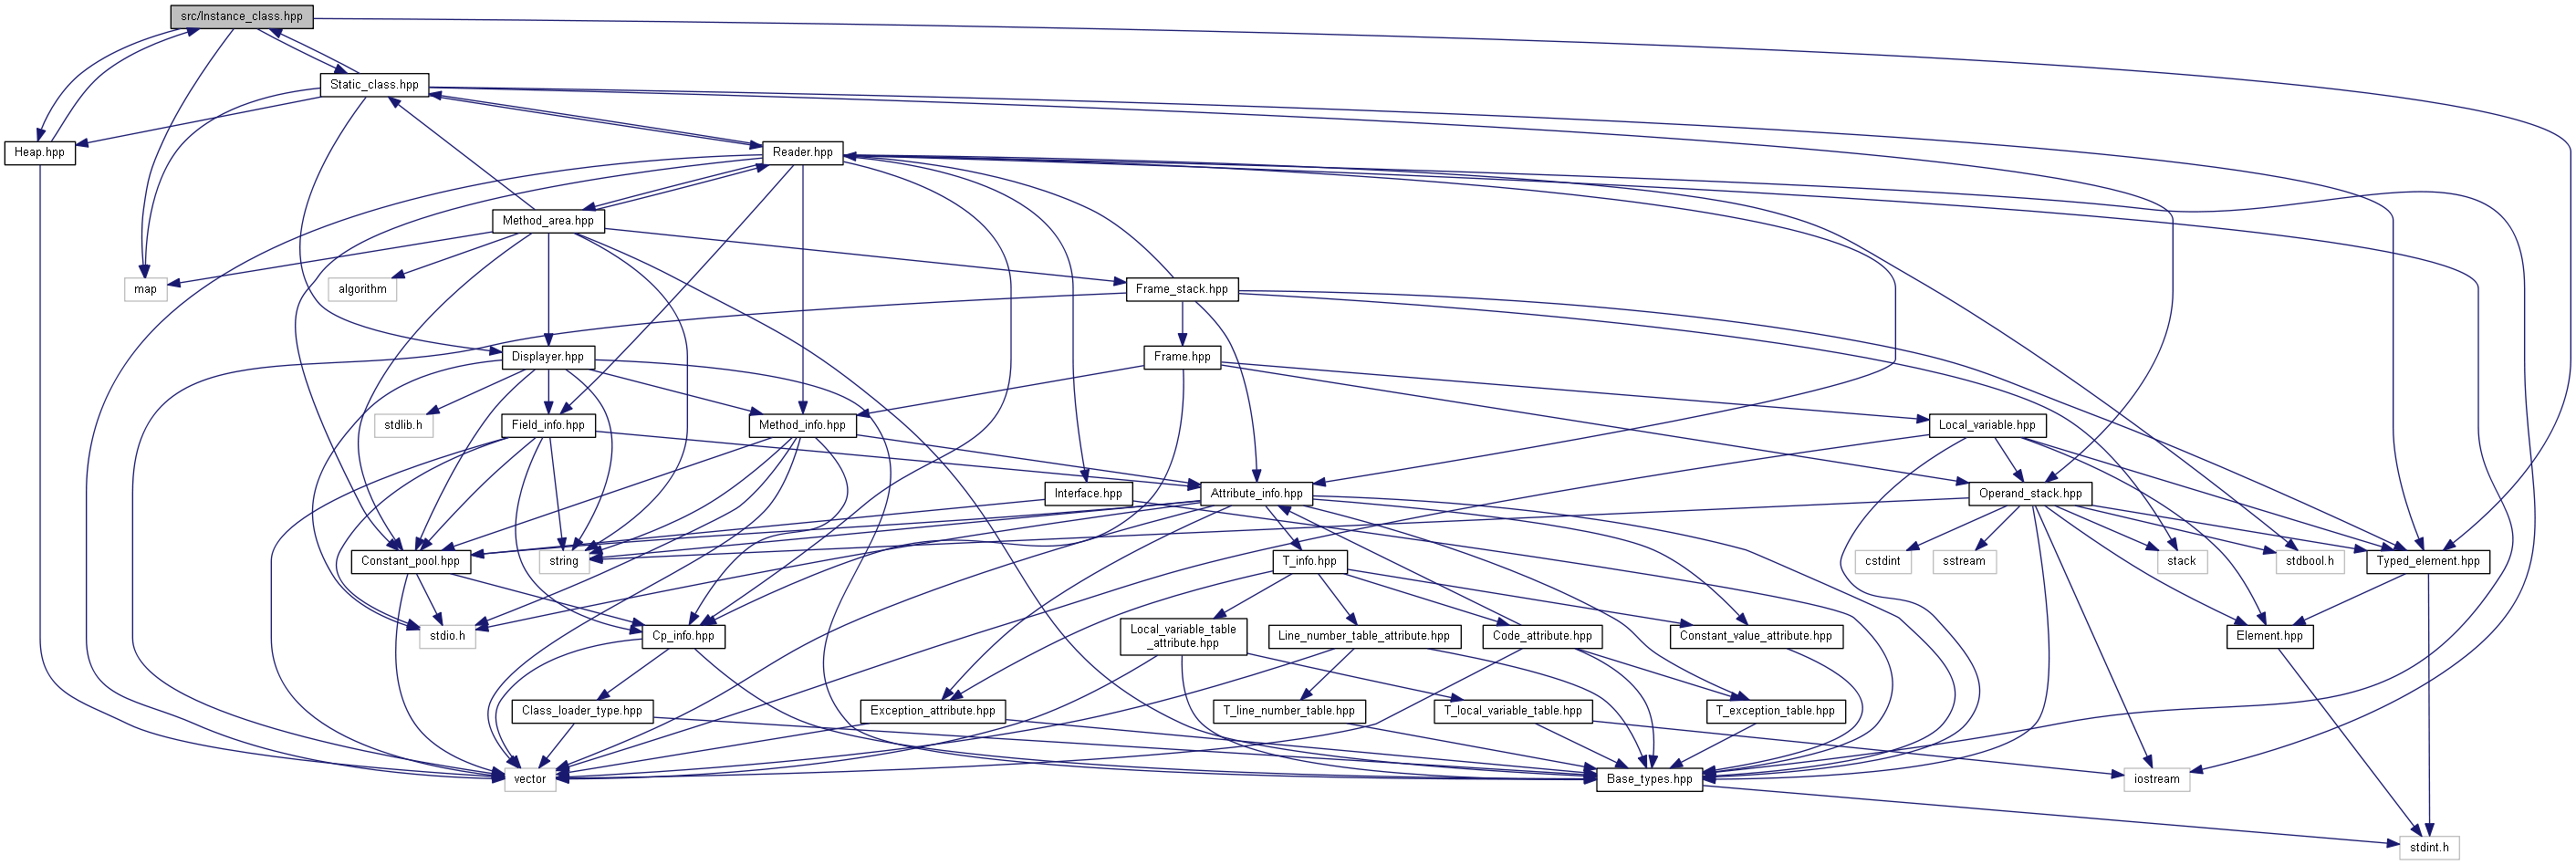 src/Instance_class.hpp
Static_class.hpp
Heap.hpp
Reader.hpp
Method_area.hpp
map
algorithm
Frame_stack.hpp
Displayer.hpp
Frame.hpp
stdlib.h
Field_info.hpp
Method_info.hpp
Local_variable.hpp
Interface.hpp
Attribute_info.hpp
Operand_stack.hpp
Constant_pool.hpp
string
T_info.hpp
cstdint
sstream
stack
stdbool.h
Typed_element.hpp
stdio.h
Cp_info.hpp
Local_variable_table
_attribute.hpp
Line_number_table_attribute.hpp
Code_attribute.hpp
Constant_value_attribute.hpp
Element.hpp
Class_loader_type.hpp
Exception_attribute.hpp
T_line_number_table.hpp
T_local_variable_table.hpp
T_exception_table.hpp
vector
Base_types.hpp
iostream
stdint.h